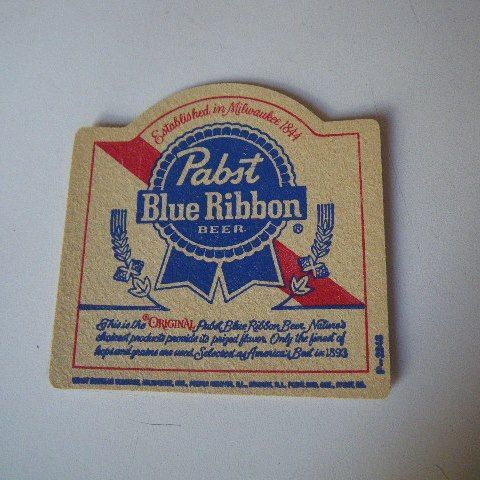 Established in Milwaukee 1844
Pabst
Blue Ribbon
BEER
®
This is the ORIGINAL Pabst Blue Ribbon Beer. Nature's
choicest products provide its prized flavor. Only the finest of
hops and grains are used. Selected as America's Best in 1893